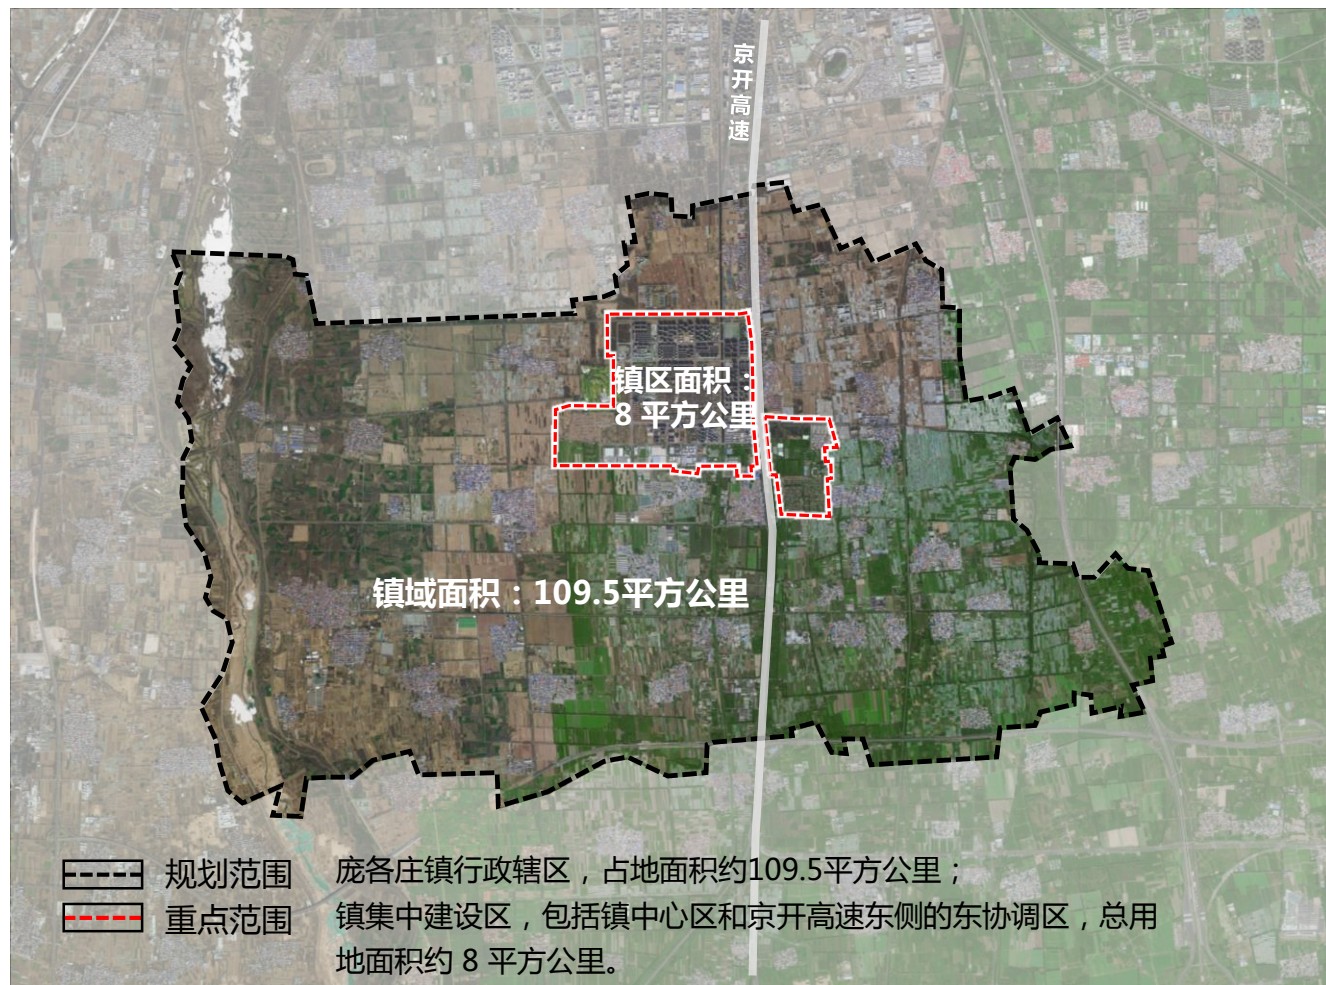 京开高速
镇区面积：
8 平方公里
镇域面积：109.5平方公里
规划范围
庞各庄镇行政辖区，占地面积约109.5平方公里；
重点范围
镇集中建设区，包括镇中心区和京开高速东侧的东协调区，总用
地面积约 8 平方公里。